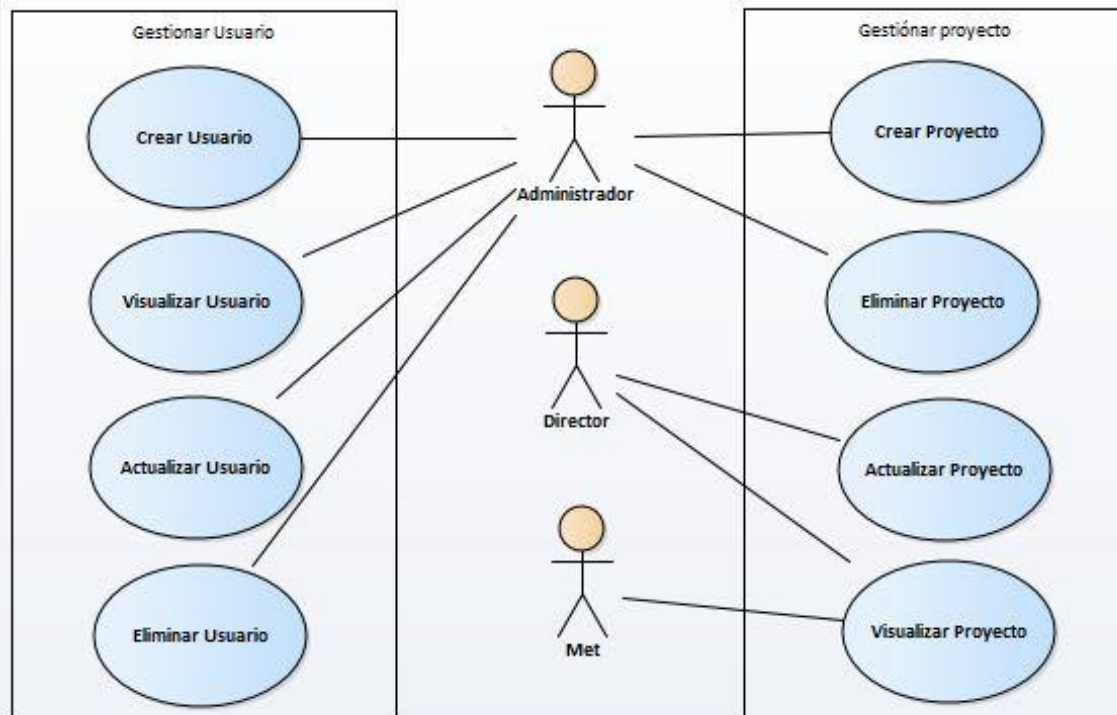 Gestionar Usuario
Crear Usuario
Visualizar Usuario
Actualizar Usuario
Eliminar Usuario
Administrador
Director
Met
Gestiónar proyecto
Crear Proyecto
Eliminar Proyecto
Actualizar Proyecto
Visualizar Proyecto